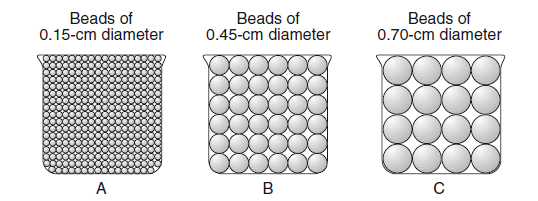 Beads of
0.15-cm diameter
Beads of
0.45-cm diameter
Beads of
0.70-cm diameter
A
B
C